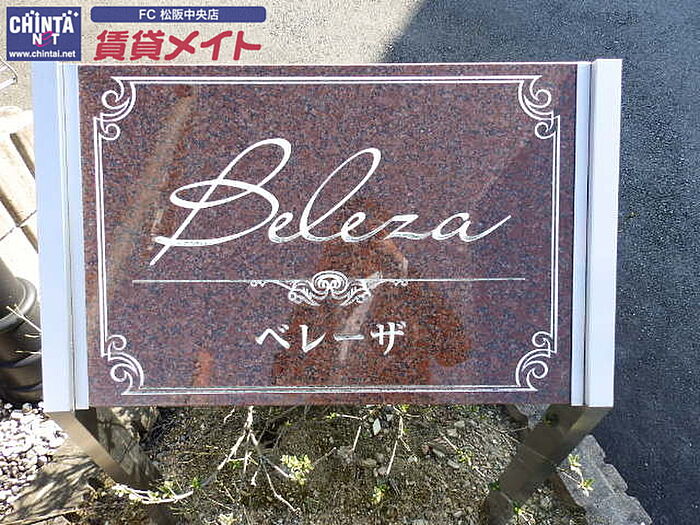 CHINTAI
NET
www.chintai.net
FC 松阪中央店
賃貸メイト
Beleza
ベレーザ